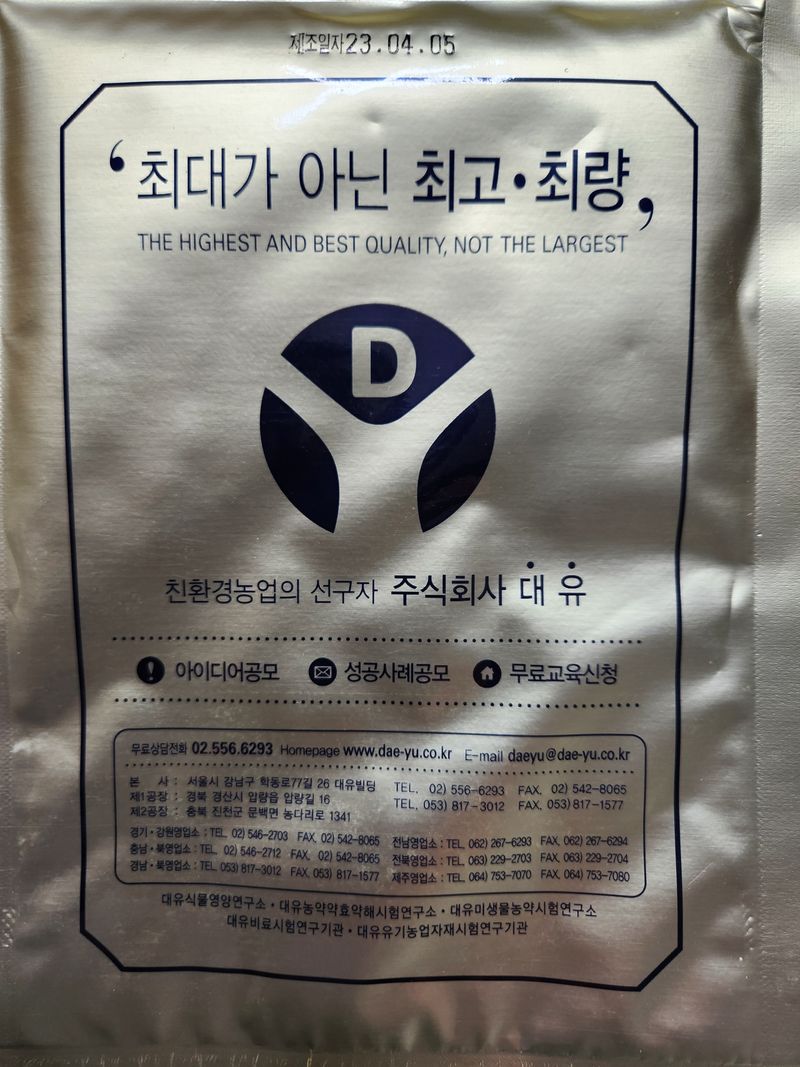 제조일자23.04.05
‘최대가 아닌 최고·최량’
THE HIGHEST AND BEST QUALITY, NOT THE LARGEST
D
친환경농업의 선구자 주식회사 대유
아이디어공모 성공사례공모 무료교육신청
무료상담전화 02.556.6293 Homepage www.dae-yu.co.kr E-mail daeyu@dae-yu.co.kr
본 사 : 서울시 강남구 학동로77길 26 대유빌딩 TEL. 02) 556-6293 FAX. 02) 542-8065
제1공장 : 경북 경산시 압량읍 압량길 16 TEL. 053) 817-3012 FAX. 053) 817-1577
제2공장 : 충북 진천군 문백면 농다리로 1341
경기·강원영업소 : TEL. 02) 546-2703 FAX. 02) 542-8065 전남영업소 : TEL. 062) 267-6293 FAX. 062) 267-6294
충남·북영업소 : TEL. 02) 546-2712 FAX. 02) 542-8065 전북영업소 : TEL. 063) 229-2703 FAX. 063) 229-2704
경남·북영업소 : TEL. 053) 817-3012 FAX. 053) 817-1577 제주영업소 : TEL. 064) 753-7070 FAX. 064) 753-7080
대유식물영양연구소·대유농약약효약해시험연구소·대유미생물농약시험연구소
대유비료시험연구기관·대유유기농업자재시험연구기관